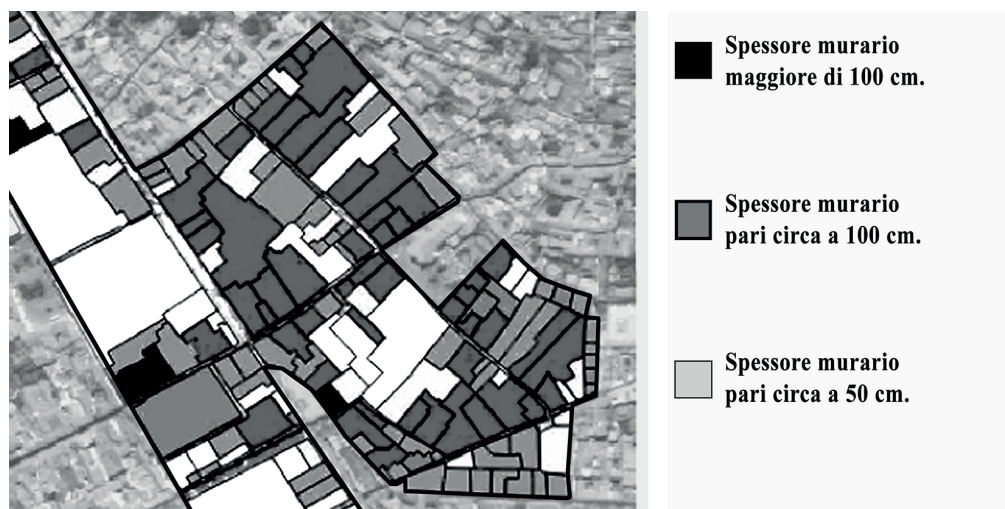 Spessore murario
maggiore di 100 cm.
Spessore murario
pari circa a 100 cm.
Spessore murario
pari circa a 50 cm.